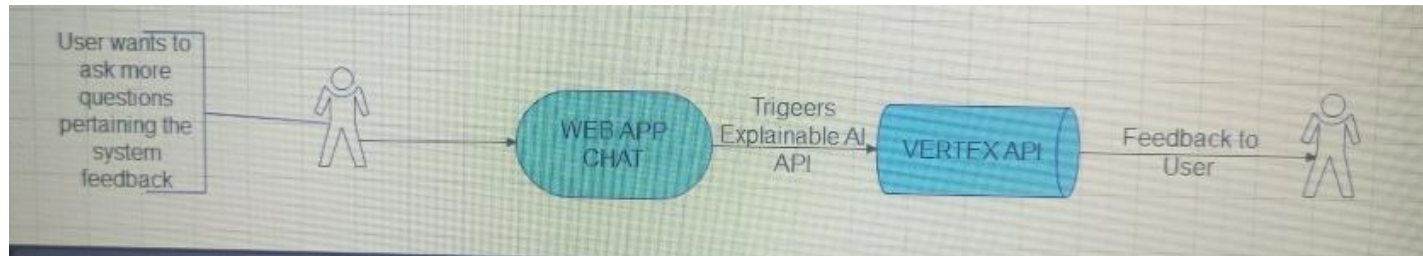 User wants to
ask more
questions
pertaining the
system
feedback
WEB APP
CHAT
Trigeers
Explainable AI
API
VERTEX API
Feedback to
User